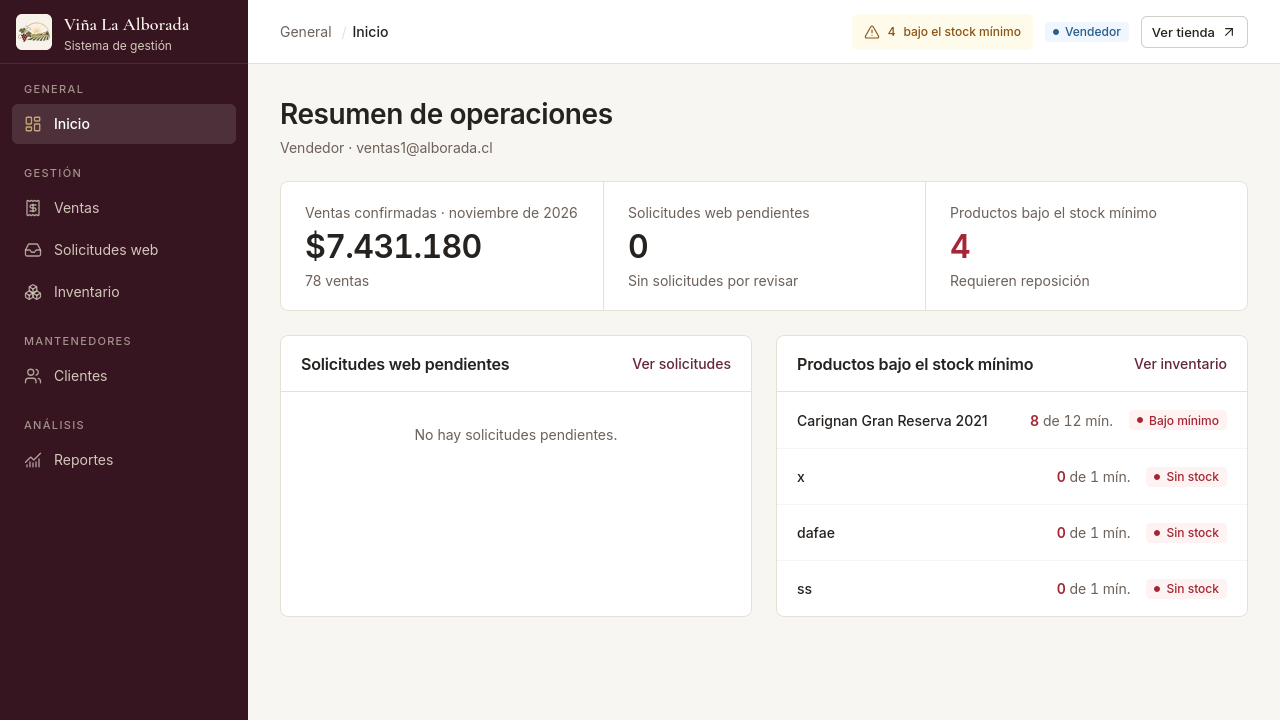 Viña La Alborada
Sistema de gestión
GENERAL
Inicio
GESTIÓN
Ventas
Solicitudes web
Inventario
MANTENEDORES
Clientes
ANÁLISIS
Reportes
General / Inicio
4 bajo el stock mínimo
Vendedor
Ver tienda
Resumen de operaciones
Vendedor · ventas1@alborada.cl
Ventas confirmadas · noviembre de 2026
$7.431.180
78 ventas
Solicitudes web pendientes
0
Sin solicitudes por revisar
Productos bajo el stock mínimo
4
Requieren reposición
Solicitudes web pendientes
Ver solicitudes
No hay solicitudes pendientes.
Productos bajo el stock mínimo
Ver inventario
Carignan Gran Reserva 2021 8 de 12 mín. Bajo mínimo
x 0 de 1 mín. Sin stock
dafae 0 de 1 mín. Sin stock
ss 0 de 1 mín. Sin stock